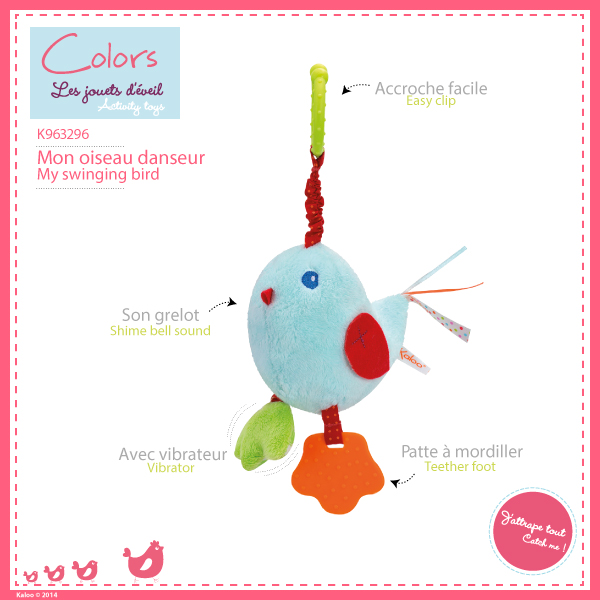 Colors
Les jouets d'éveil
Activity toys
K963296
Mon oiseau danseur
My swinging bird
Accroche facile
Easy clip
Son grelot
Shime bell sound
Kaloo
Avec vibrateur
Vibrator
Patte à mordiller
Teether foot
J'attrape tout
Catch me !
Kaloo © 2014